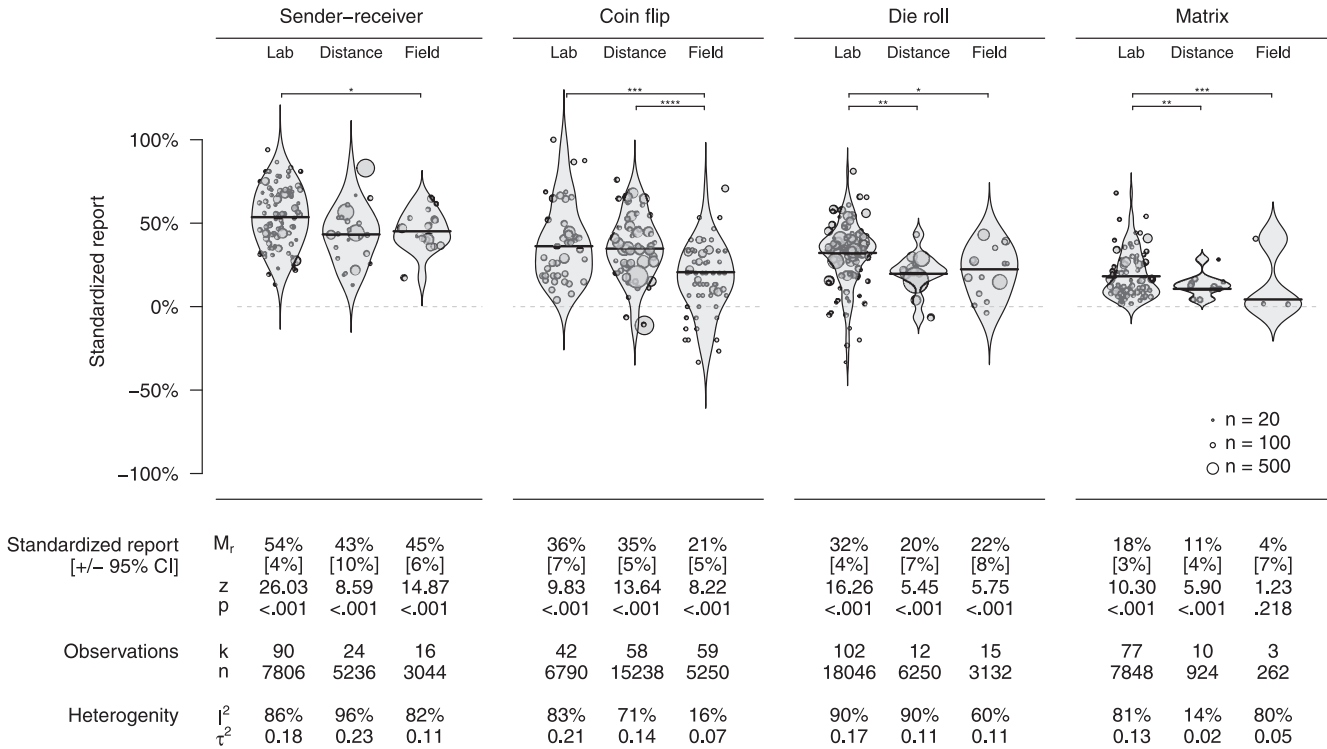 Sender−receiver Coin flip Die roll Matrix
Lab Distance Field Lab Distance Field Lab Distance Field Lab Distance Field
* *** **** * ** *** **
100%
50%
0%
−50%
−100%
Standardized report
n = 20
n = 100
n = 500
Standardized report Mr 54% 43% 45% 36% 35% 21% 32% 20% 22% 18% 11% 4%
[+/− 95% CI] [4%] [10%] [6%] [7%] [5%] [5%] [4%] [7%] [8%] [3%] [4%] [7%]
z 26.03 8.59 14.87 9.83 13.64 8.22 16.26 5.45 5.75 10.30 5.90 1.23
p <.001 <.001 <.001 <.001 <.001 <.001 <.001 <.001 <.001 <.001 <.001 .218
Observations k 90 24 16 42 58 59 102 12 15 77 10 3
n 7806 5236 3044 6790 15238 5250 18046 6250 3132 7848 924 262
Heterogenity I² 86% 96% 82% 83% 71% 16% 90% 90% 60% 81% 14% 80%
τ² 0.18 0.23 0.11 0.21 0.14 0.07 0.17 0.11 0.11 0.13 0.02 0.05